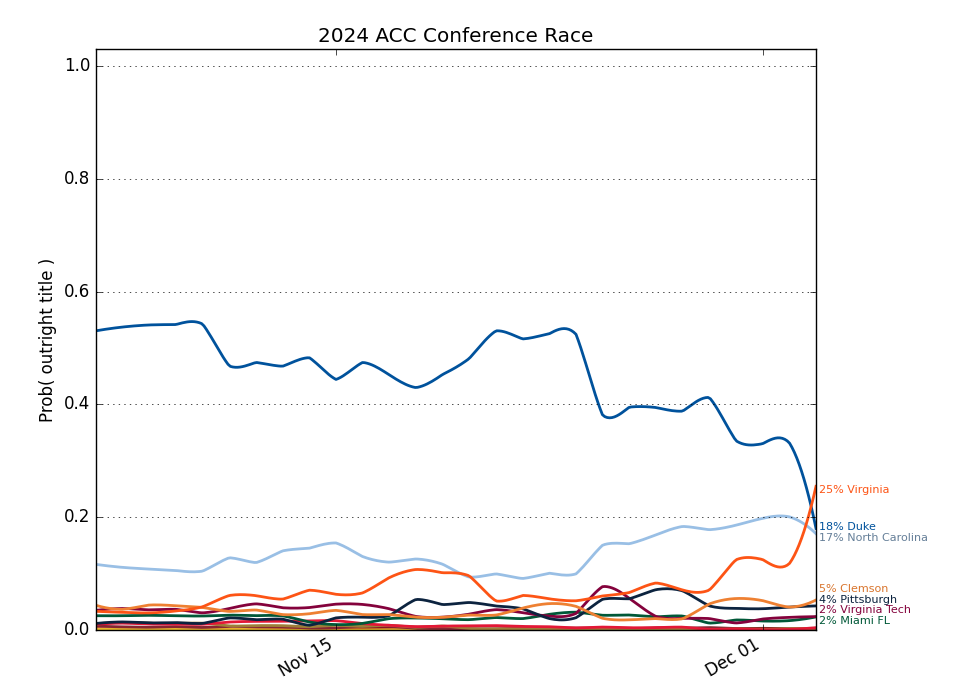 2024 ACC Conference Race
Prob( outright title )
1.0
0.8
0.6
0.4
0.2
0.0
Nov 15
Dec 01
25% Virginia
18% Duke
17% North Carolina
5% Clemson
4% Pittsburgh
2% Virginia Tech
2% Miami FL